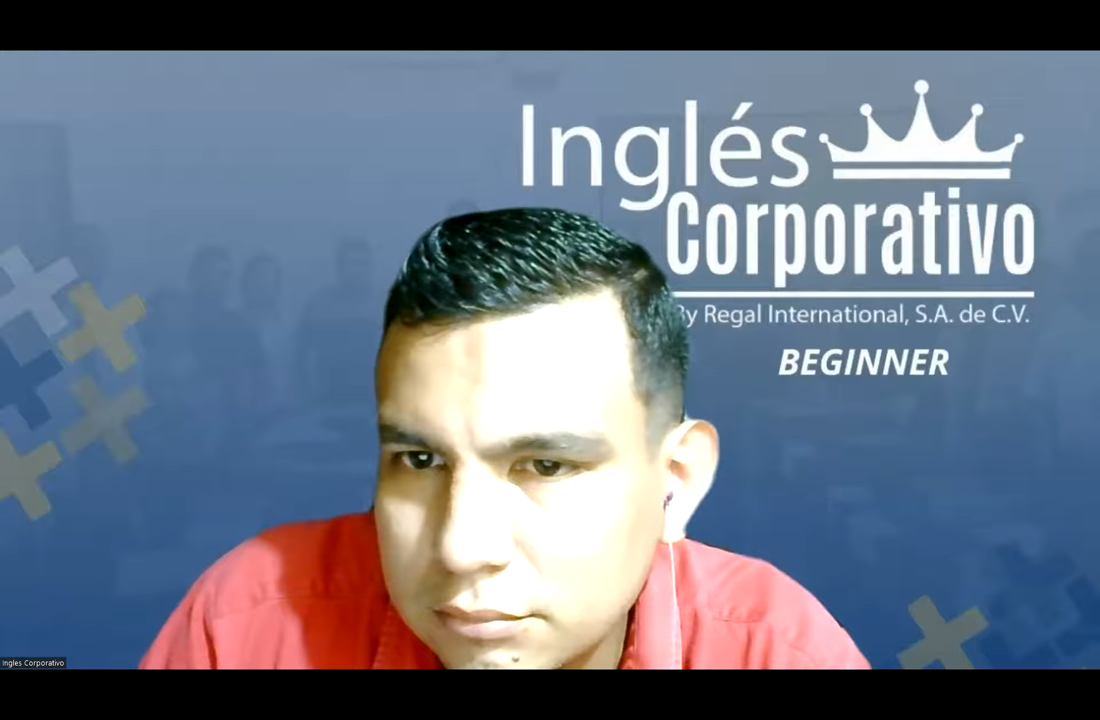 Inglés
Corporativo
By Regal International, S.A. de C.V.
BEGINNER
Ingles Corporativo